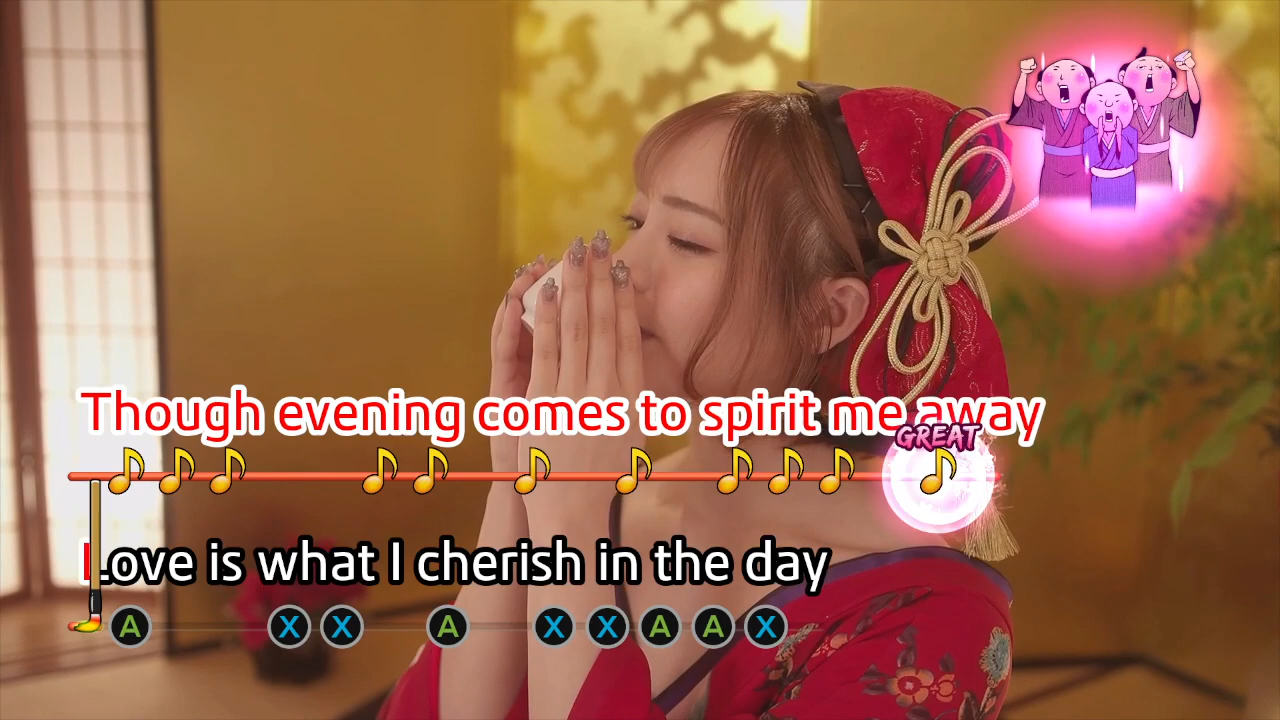 Though evening comes to spirit me away
GREAT
Love is what I cherish in the day
A X X A X X A A X